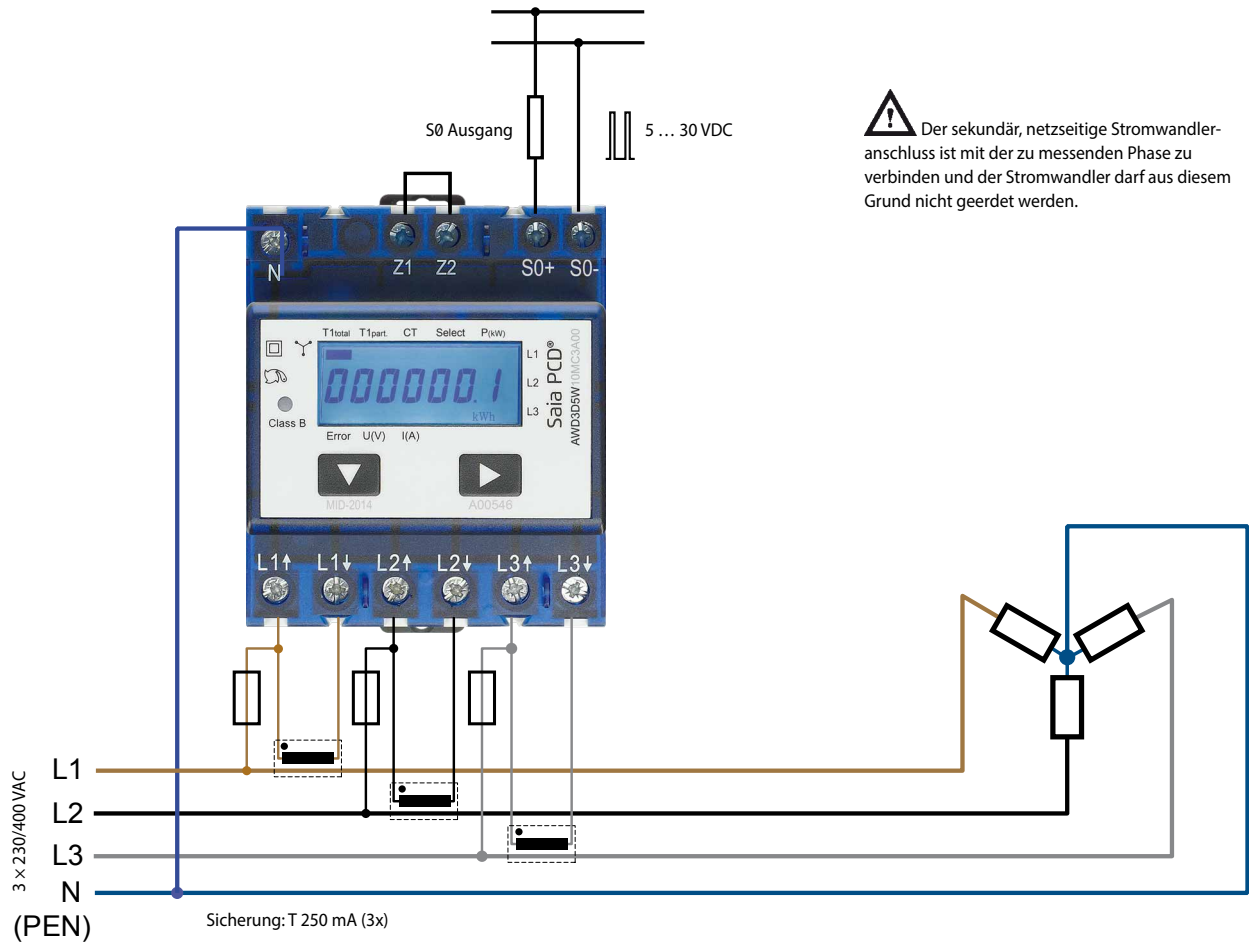 S0 Ausgang
5 … 30 VDC
Der sekundär, netzseitige Stromwandler-
anschluss ist mit der zu messenden Phase zu
verbinden und der Stromwandler darf aus diesem
Grund nicht geerdet werden.
N
Z1 Z2 S0+ S0-
T1total T1part. CT Select P(kW)
L1
L2
L3
000000.1
kWh
Class B
Error U(V) I(A)
Saia PCD®
AWD3D5W10MC3A00
MID-2014
A00546
L1↑ L1↓ L2↑ L2↓ L3↑ L3↓
3 × 230/400 VAC
L1
L2
L3
N
(PEN)
Sicherung: T 250 mA (3x)